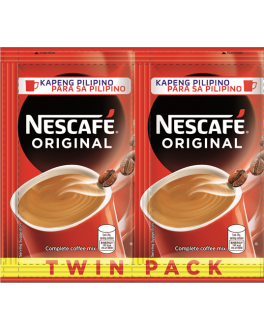 KAPENG PILIPINO
PARA SA PILIPINO
NESCAFÉ
ORIGINAL
Complete coffee mix
KAPENG PILIPINO
PARA SA PILIPINO
NESCAFÉ
ORIGINAL
Complete coffee mix
TWIN PACK